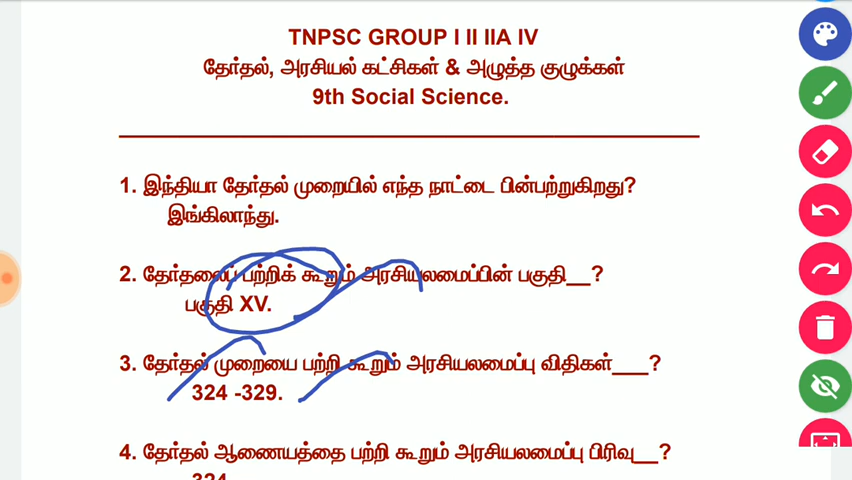 TNPSC GROUP I II IIA IV
தேர்தல், அரசியல் கட்சிகள் & அழுத்த குழுக்கள்
9th Social Science.
1. இந்தியா தேர்தல் முறையில் எந்த நாட்டை பின்பற்றுகிறது?
இங்கிலாந்து.
2. தேர்தலைப் பற்றிக் கூறும் அரசியலமைப்பின் பகுதி__?
பகுதி XV.
3. தேர்தல் முறையை பற்றி கூறும் அரசியலமைப்பு விதிகள்___?
324 -329.
4. தேர்தல் ஆணையத்தை பற்றி கூறும் அரசியலமைப்பு பிரிவு__?
324